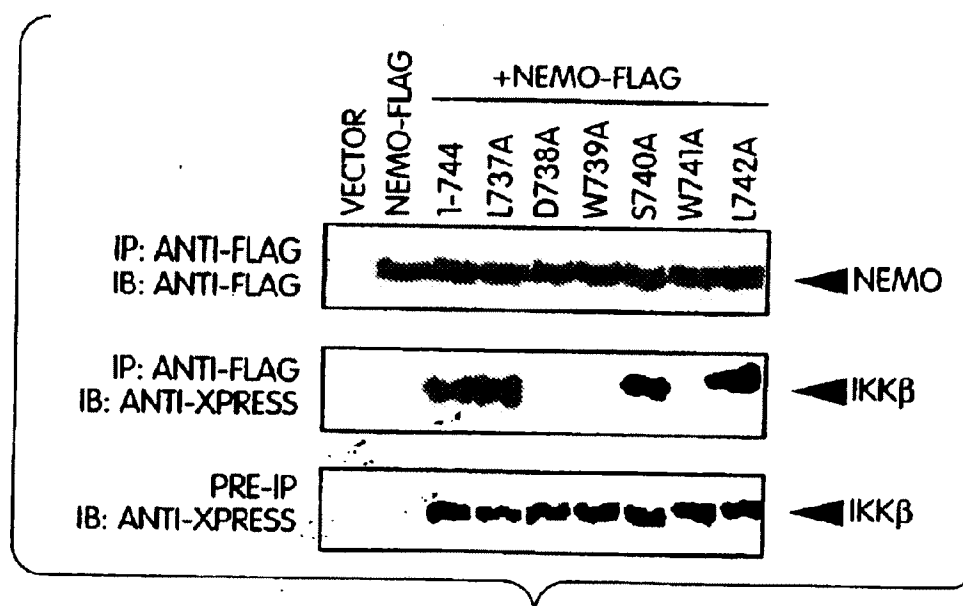 +NEMO-FLAG
VECTOR
NEMO-FLAG
1-744
L737A
D738A
W739A
S740A
W741A
L742A
IP: ANTI-FLAG
IB: ANTI-FLAG
NEMO
IP: ANTI-FLAG
IB: ANTI-XPRESS
IKKβ
PRE-IP
IB: ANTI-XPRESS
IKKβ